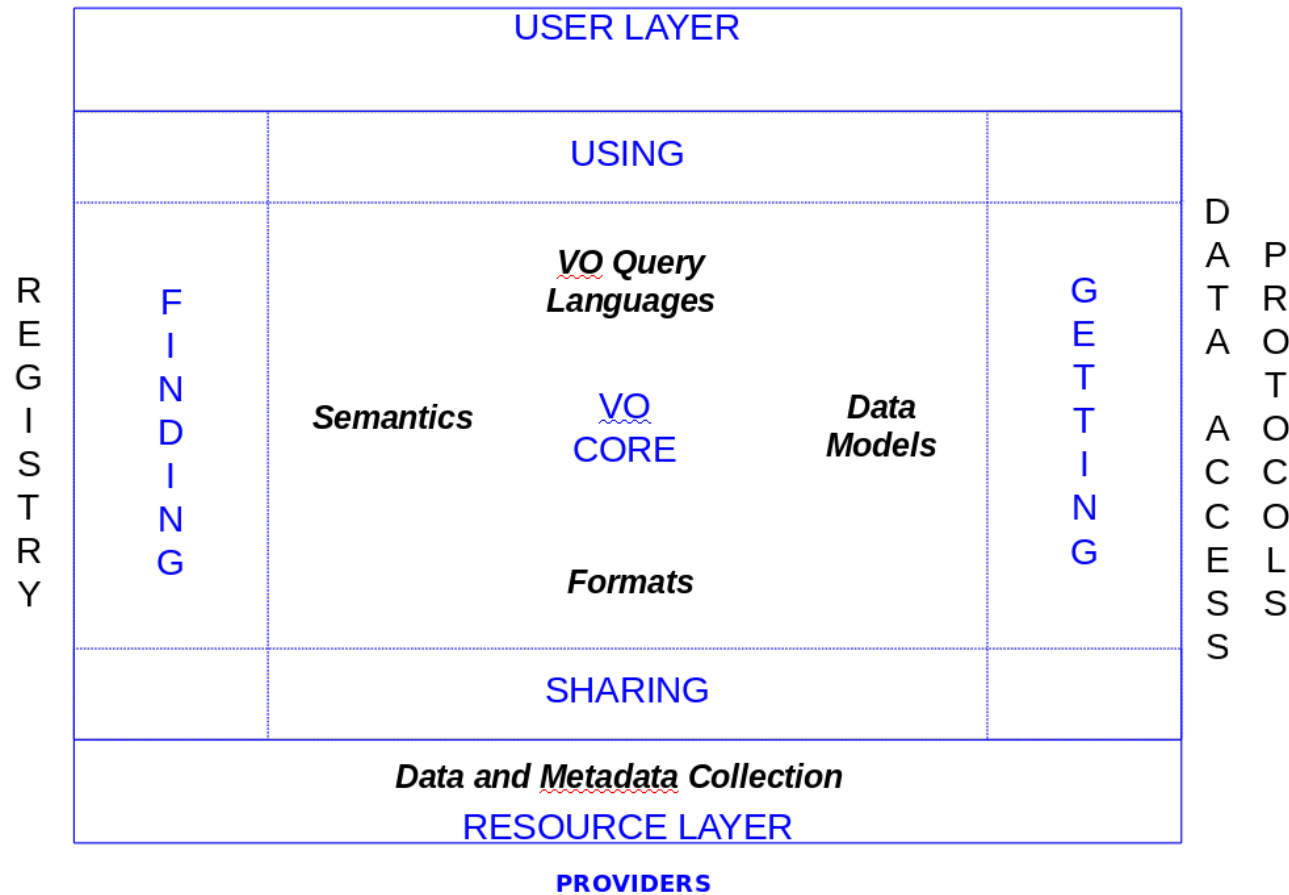 USER LAYER
USING
REGISTRY
FINDING
VO Query
Languages
Semantics
VO
CORE
Data
Models
Formats
GETTING
DATA ACCESS
PROTOCOLS
SHARING
Data and Metadata Collection
RESOURCE LAYER
PROVIDERS